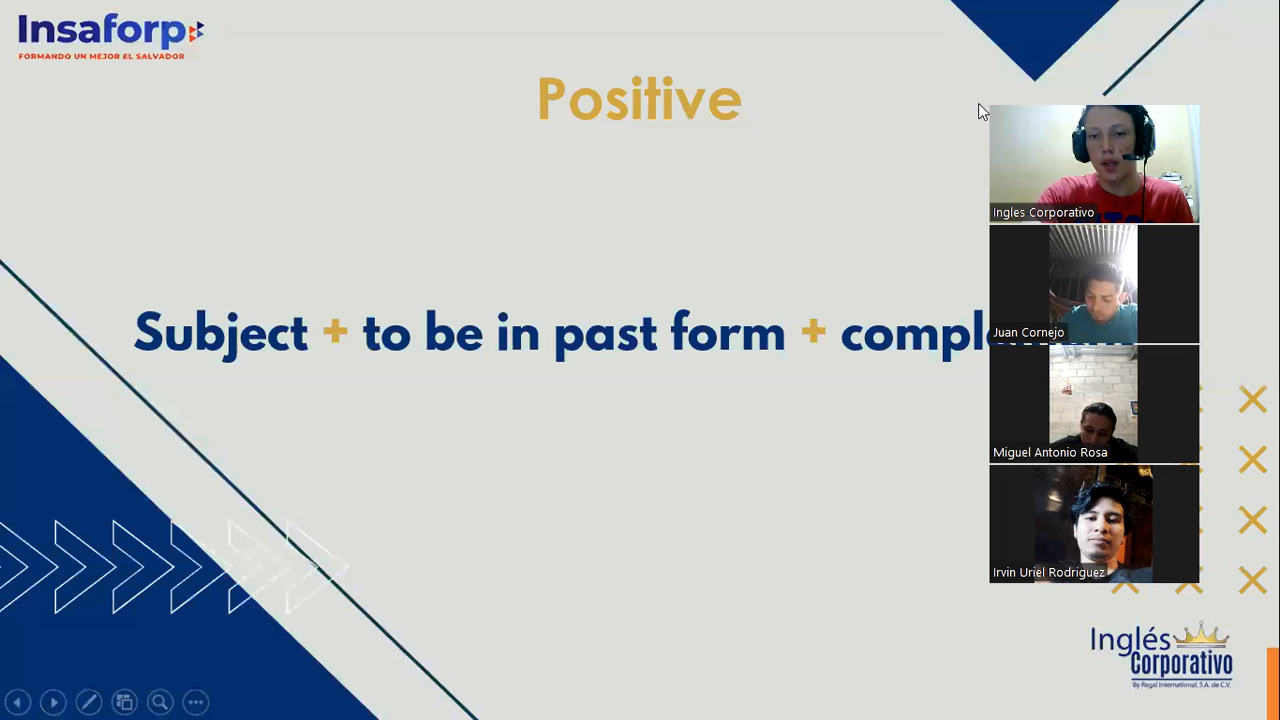 Insaforp
FORMANDO UN MEJOR EL SALVADOR
Positive
Subject + to be in past form +
Ingles Corporativo
Juan Cornejo
Miguel Antonio Rosa
Irvin Uriel Rodriguez
Inglés
Corporativo
By Regal International, S.A. de C.V.